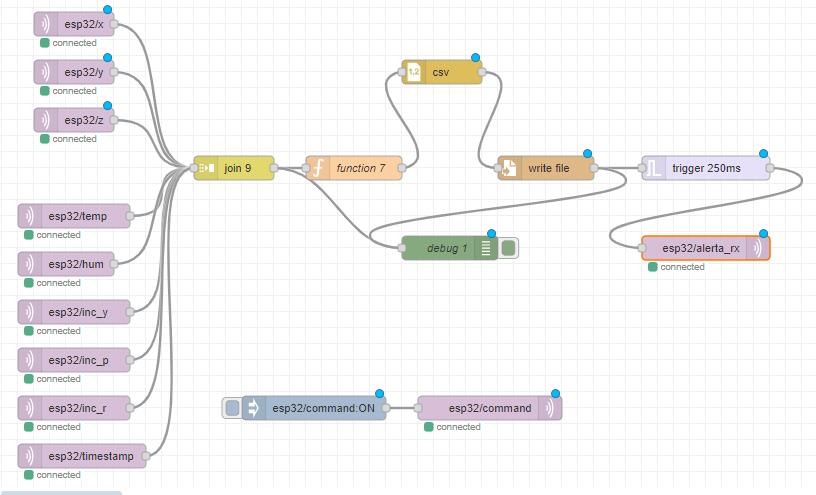 esp32/x
connected
esp32/y
connected
esp32/z
connected
1,2 csv
join 9
function 7
write file
trigger 250ms
esp32/temp
connected
debug 1
esp32/alerta_rx
connected
esp32/hum
connected
esp32/inc_y
connected
esp32/inc_p
connected
esp32/inc_r
connected
esp32/command:ON
esp32/command
connected
esp32/timestamp
connected